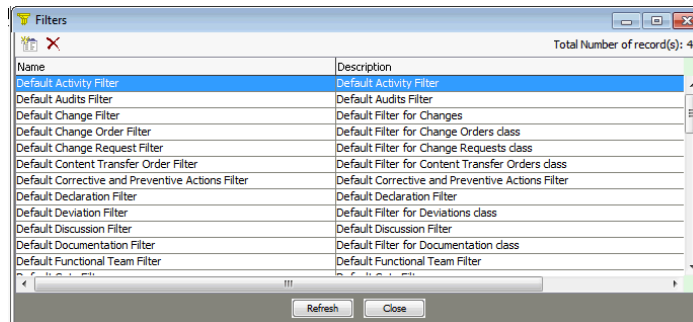 Filters
Total Number of record(s): 4
Name Description
Default Activity Filter Default Activity Filter
Default Audits Filter Default Audits Filter
Default Change Filter Default Filter for Changes
Default Change Order Filter Default Filter for Change Orders class
Default Change Request Filter Default Filter for Change Requests class
Default Content Transfer Order Filter Default Filter for Content Transfer Orders class
Default Corrective and Preventive Actions Filter Default Corrective and Preventive Actions Filter
Default Declaration Filter Default Declaration Filter
Default Deviation Filter Default Filter for Deviations class
Default Discussion Filter Default Discussion Filter
Default Documentation Filter Default Filter for Documentation class
Default Functional Team Filter Default Functional Team Filter
Refresh Close